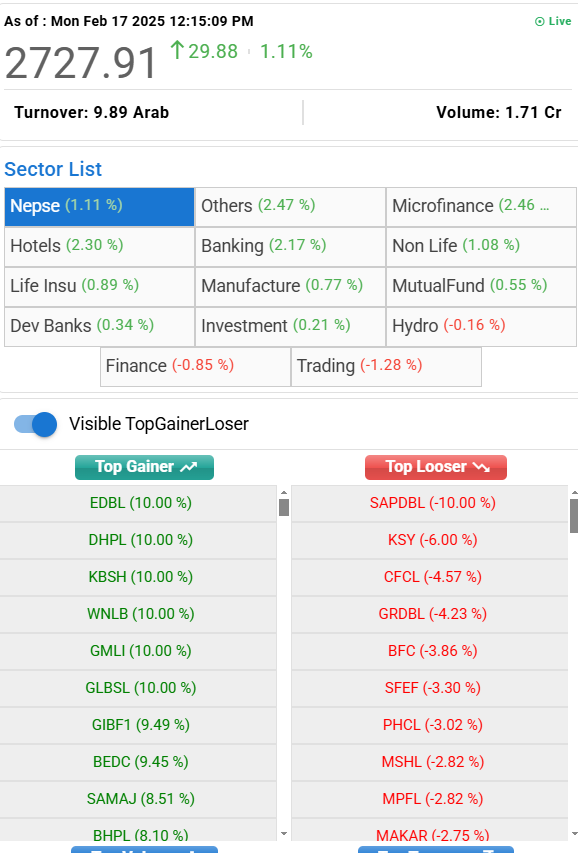 As of : Mon Feb 17 2025 12:15:09 PM
Live
2727.91 29.88 1.11%
Turnover: 9.89 Arab
Volume: 1.71 Cr
Sector List
Nepse (1.11 %) Others (2.47 %) Microfinance (2.46 ...
Hotels (2.30 %) Banking (2.17 %) Non Life (1.08 %)
Life Insu (0.89 %) Manufacture (0.77 %) MutualFund (0.55 %)
Dev Banks (0.34 %) Investment (0.21 %) Hydro (-0.16 %)
Finance (-0.85 %) Trading (-1.28 %)
Visible TopGainerLoser
Top Gainer
EDBL (10.00 %)
DHPL (10.00 %)
KBSH (10.00 %)
WNLB (10.00 %)
GMLI (10.00 %)
GLBSL (10.00 %)
GIBF1 (9.49 %)
BEDC (9.45 %)
SAMAJ (8.51 %)
BHPL (8.10 %)
Top Looser
SAPDBL (-10.00 %)
KSY (-6.00 %)
CFCL (-4.57 %)
GRDBL (-4.23 %)
BFC (-3.86 %)
SFEF (-3.30 %)
PHCL (-3.02 %)
MSHL (-2.82 %)
MPFL (-2.82 %)
MAKAR (-2.75 %)